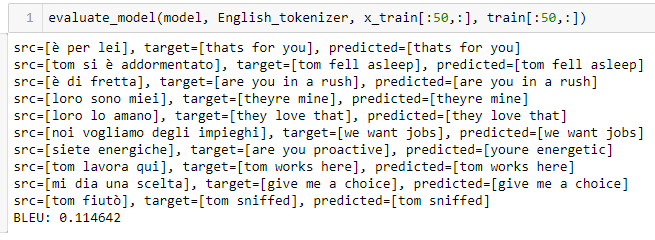 1 evaluate_model(model, English_tokenizer, x_train[:50,:], train[:50,:])
src=[è per lei], target=[thats for you], predicted=[thats for you]
src=[tom si è addormentato], target=[tom fell asleep], predicted=[tom fell asleep]
src=[è di fretta], target=[are you in a rush], predicted=[are you in a rush]
src=[loro sono miei], target=[theyre mine], predicted=[theyre mine]
src=[loro lo amano], target=[they love that], predicted=[they love that]
src=[noi vogliamo degli impieghi], target=[we want jobs], predicted=[we want jobs]
src=[siete energiche], target=[are you proactive], predicted=[youre energetic]
src=[tom lavora qui], target=[tom works here], predicted=[tom works here]
src=[mi dia una scelta], target=[give me a choice], predicted=[give me a choice]
src=[tom fiutò], target=[tom sniffed], predicted=[tom sniffed]
BLEU: 0.114642